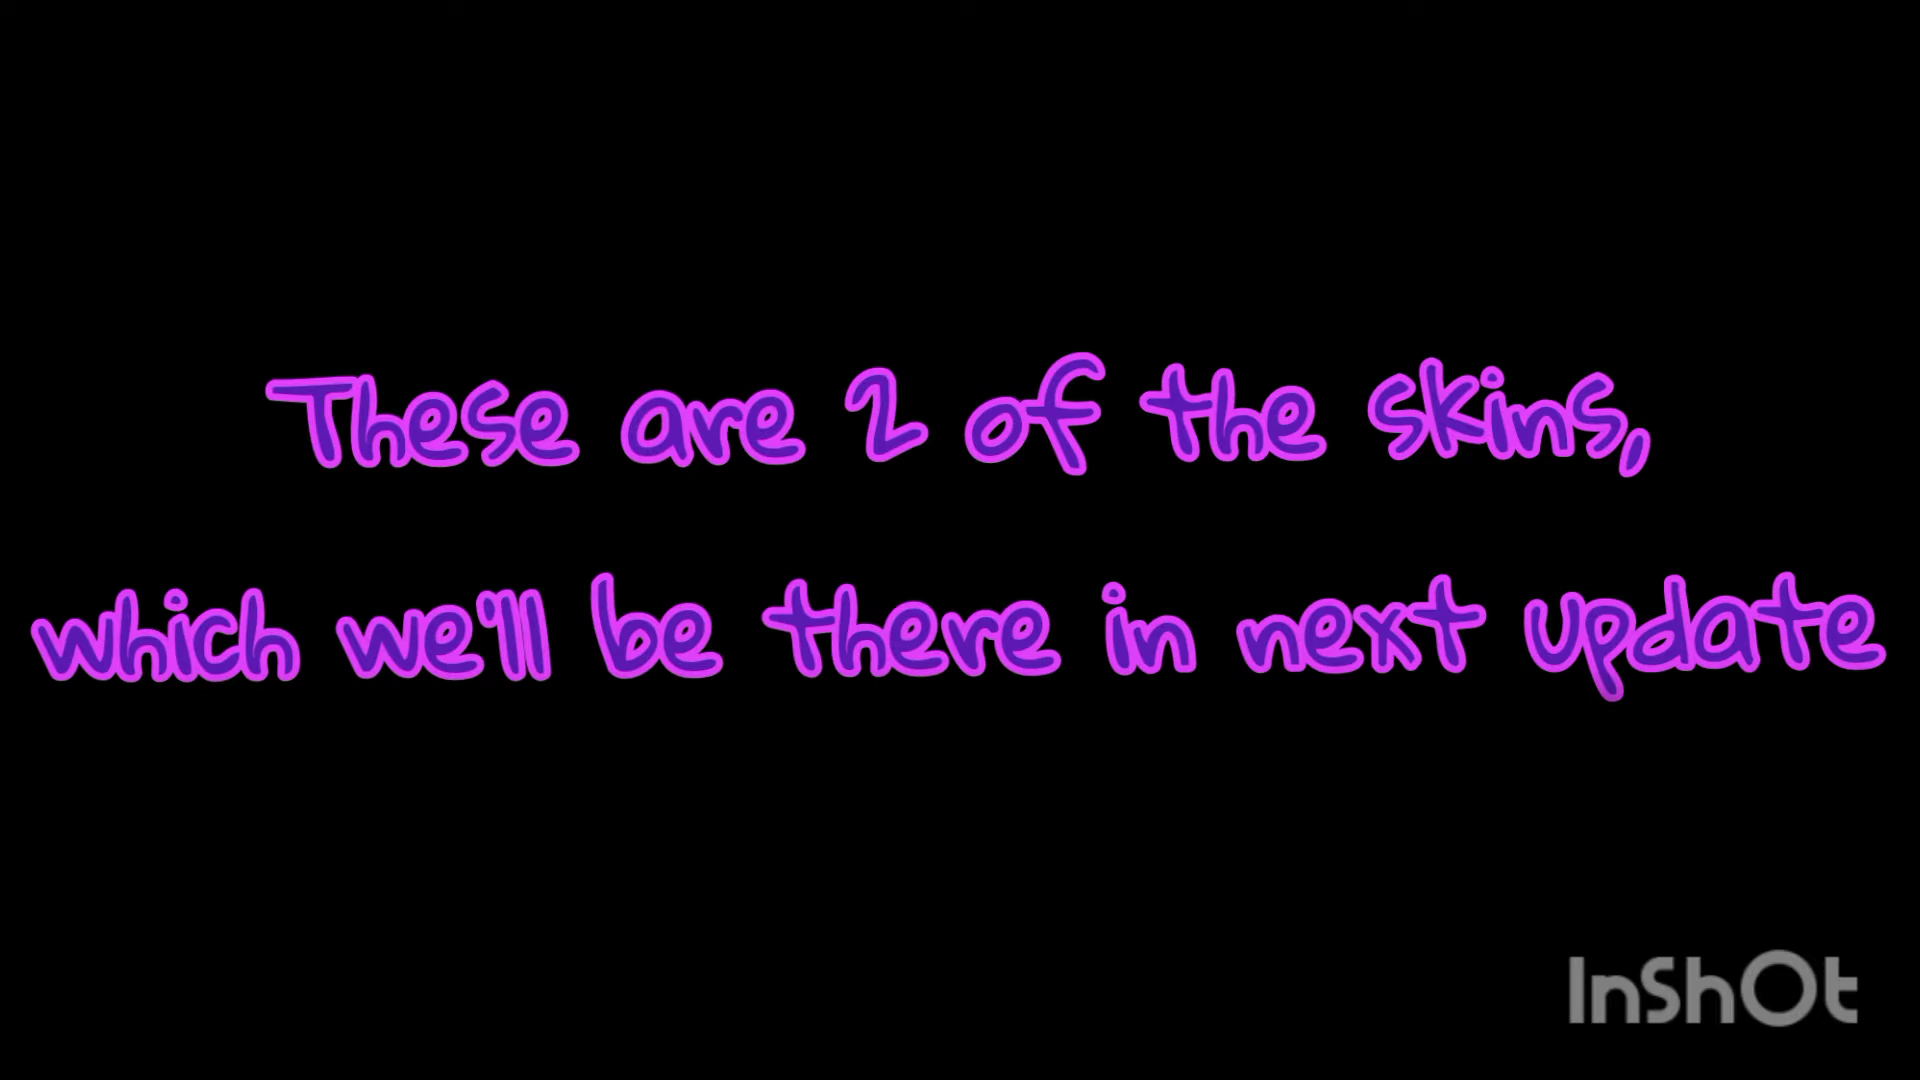 These are 2 of the skins,
which we'll be there in next update
InShOt